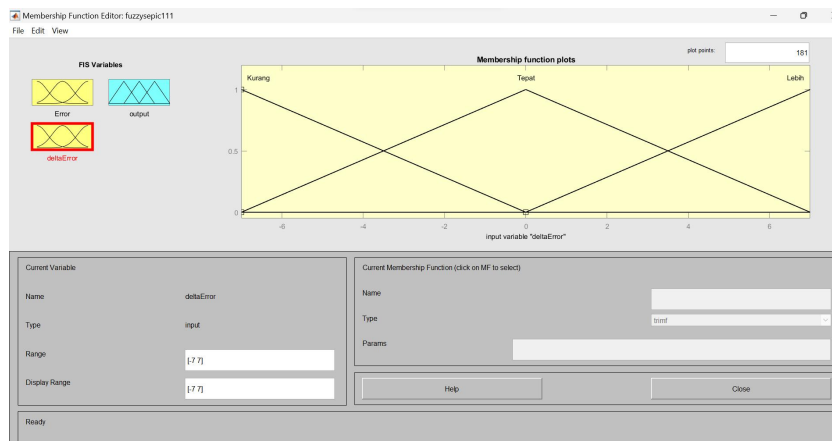 Membership Function Editor: fuzzysepic111
File Edit View
FIS Variables
Error
output
deltaError
plot points:
181
Membership function plots
Kurang
Tepat
Lebih
1
0.5
0
-6
-4
-2
0
2
4
6
input variable "deltaError"
Current Variable
Name
deltaError
Type
input
Range
[-7 7]
Display Range
[-7 7]
Current Membership Function (click on MF to select)
Name
Type
trimf
Params
Help
Close
Ready